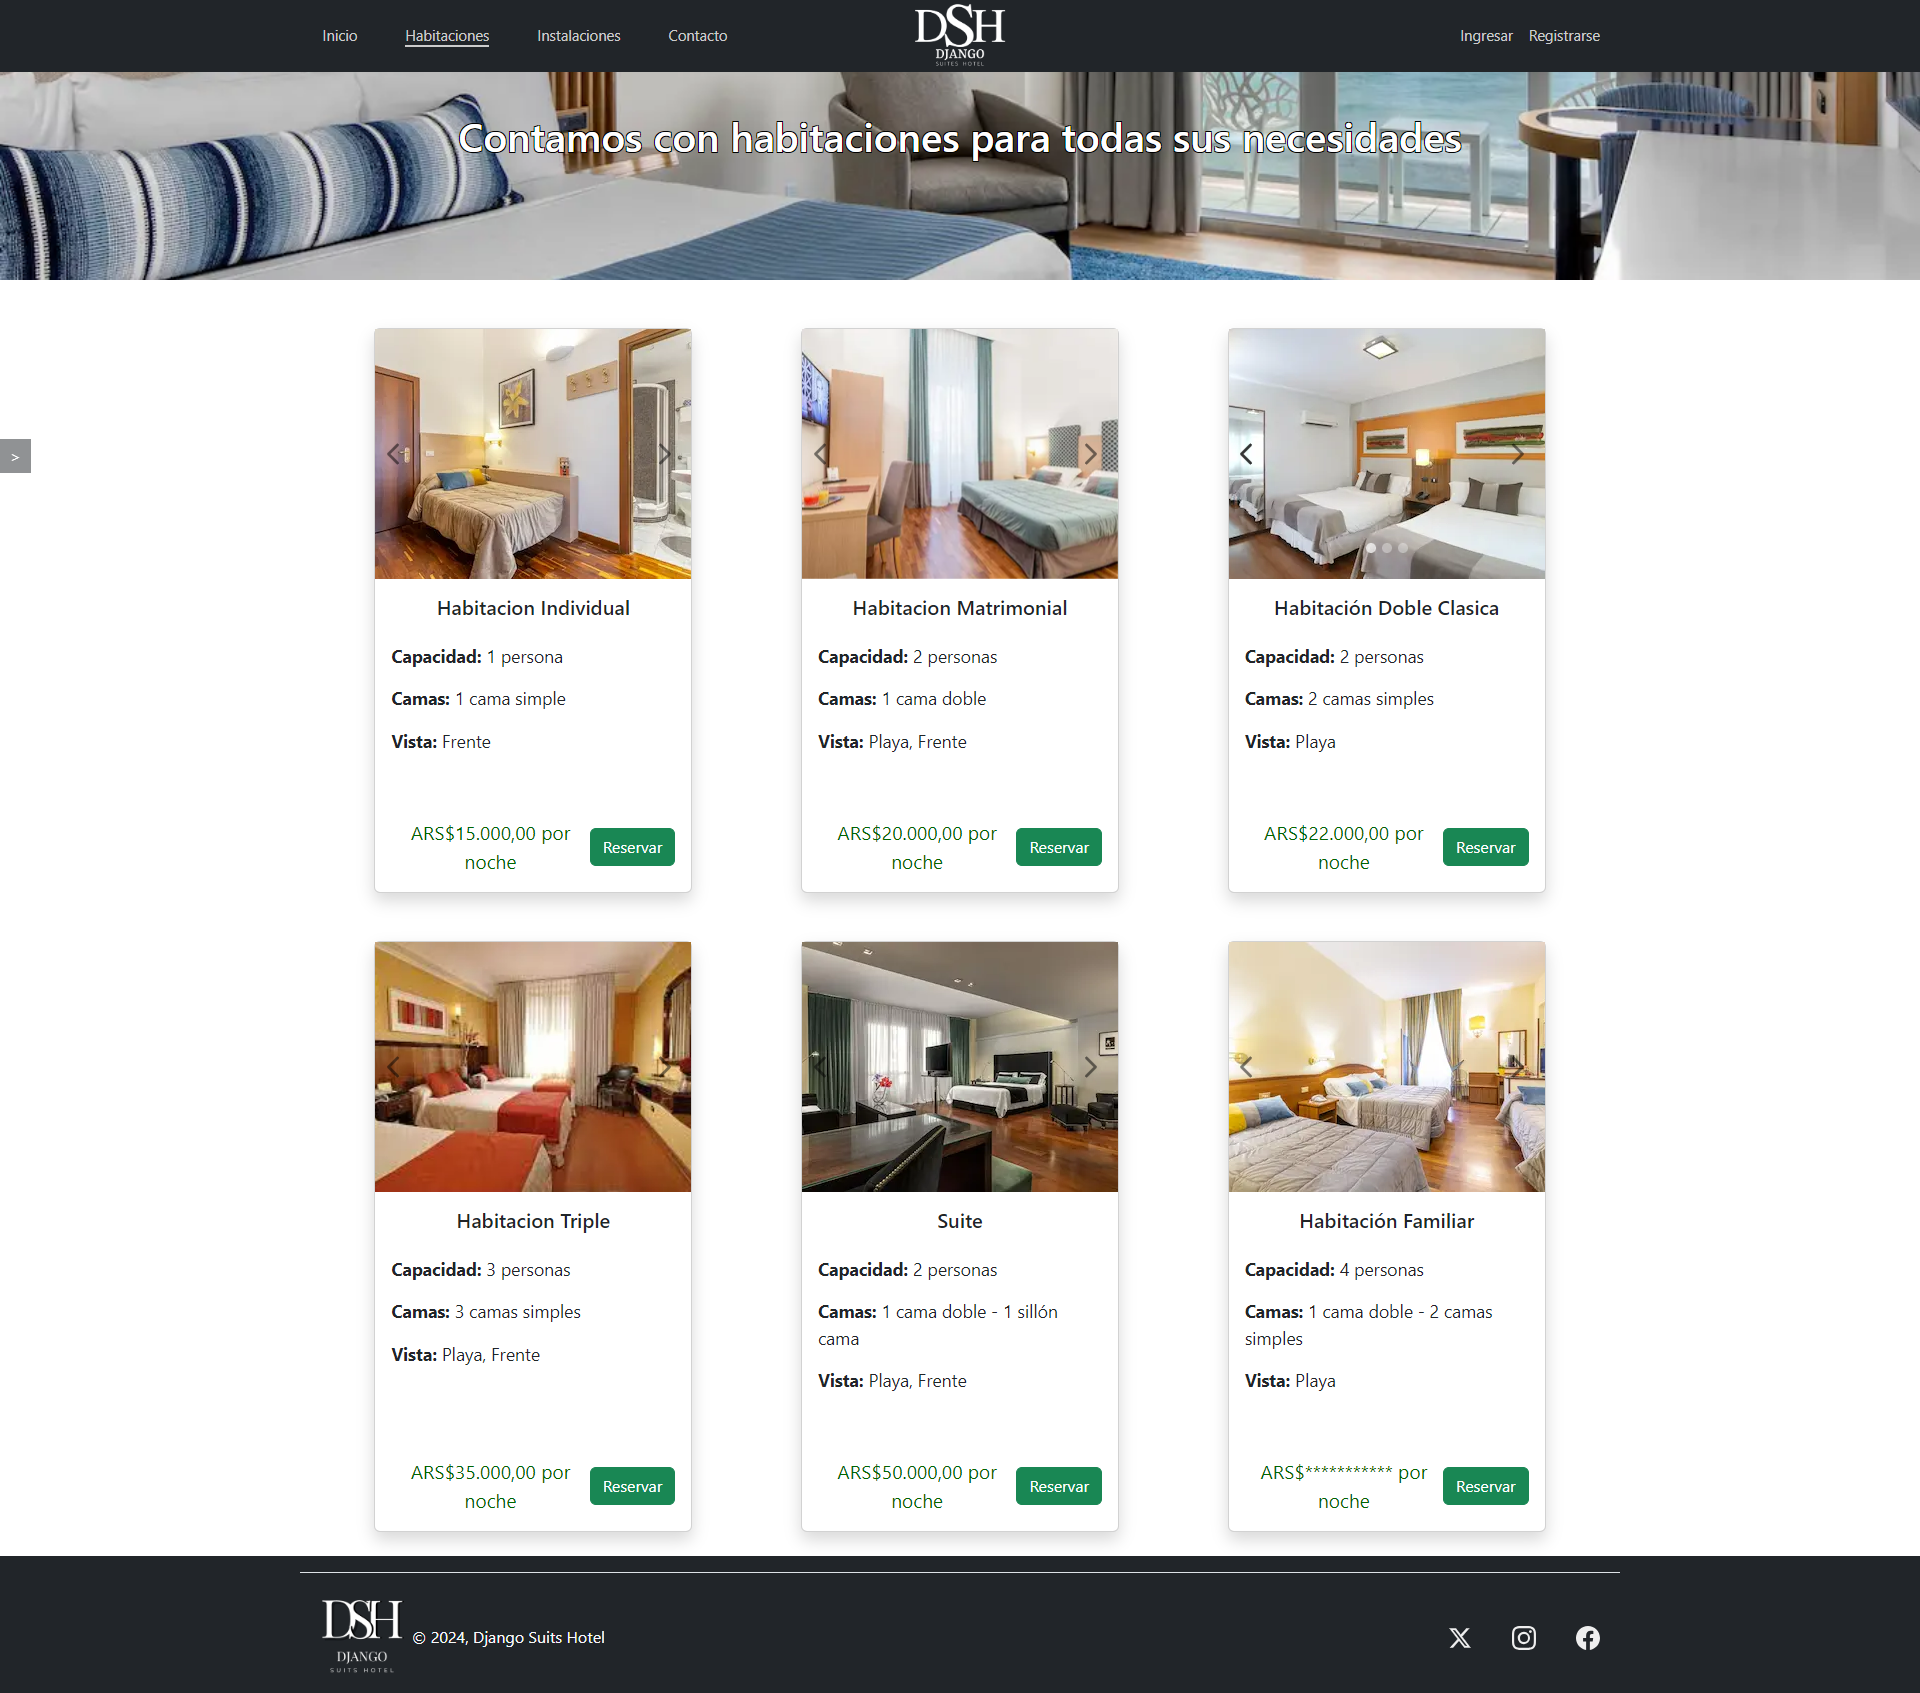 Inicio Habitaciones Instalaciones Contacto
DSH
DJANGO
SUITS HOTEL
Ingresar Registrarse
Contamos con habitaciones para todas sus necesidades
>
Habitacion Individual
Capacidad: 1 persona
Camas: 1 cama simple
Vista: Frente
ARS$15.000,00 por
noche
Reservar
Habitacion Matrimonial
Capacidad: 2 personas
Camas: 1 cama doble
Vista: Playa, Frente
ARS$20.000,00 por
noche
Reservar
Habitación Doble Clasica
Capacidad: 2 personas
Camas: 2 camas simples
Vista: Playa
ARS$22.000,00 por
noche
Reservar
Habitacion Triple
Capacidad: 3 personas
Camas: 3 camas simples
Vista: Playa, Frente
ARS$35.000,00 por
noche
Reservar
Suite
Capacidad: 2 personas
Camas: 1 cama doble - 1 sillón
cama
Vista: Playa, Frente
ARS$50.000,00 por
noche
Reservar
Habitación Familiar
Capacidad: 4 personas
Camas: 1 cama doble - 2 camas
simples
Vista: Playa
ARS$*********** por
noche
Reservar
DSH
DJANGO
SUITS HOTEL
© 2024, Django Suits Hotel